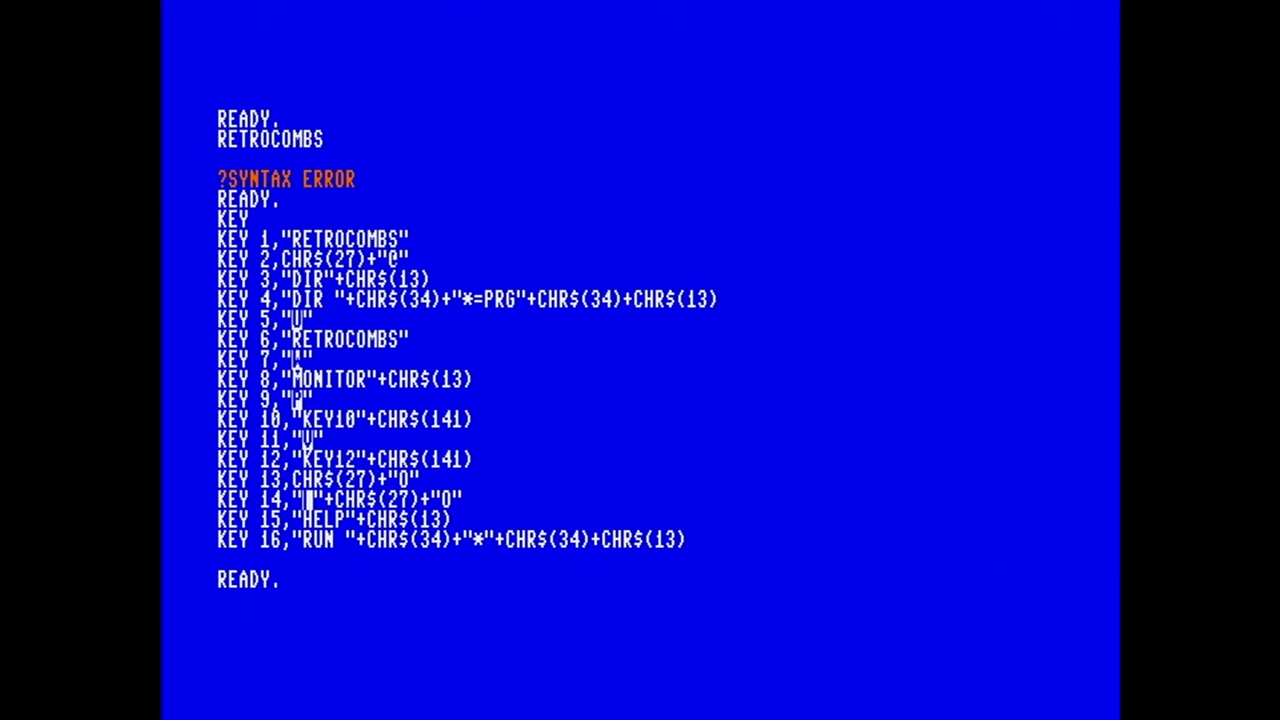 READY.
RETROCOMBS
?SYNTAX ERROR
READY.
KEY
KEY 1,"RETROCOMBS"
KEY 2,CHR$(27)+"@"
KEY 3,"DIR"+CHR$(13)
KEY 4,"DIR "+CHR$(34)+"*=PRG"+CHR$(34)+CHR$(13)
KEY 5,"U"
KEY 6,"RETROCOMBS"
KEY 7,"W"
KEY 8,"MONITOR"+CHR$(13)
KEY 9,"P"
KEY 10,"KEY10"+CHR$(141)
KEY 11,"V"
KEY 12,"KEY12"+CHR$(141)
KEY 13,CHR$(27)+"O"
KEY 14,""+CHR$(27)+"O"
KEY 15,"HELP"+CHR$(13)
KEY 16,"RUN "+CHR$(34)+"*"+CHR$(34)+CHR$(13)
READY.